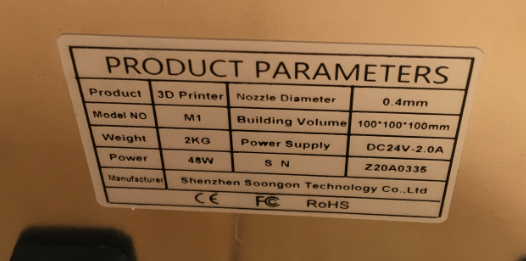 PRODUCT PARAMETERS
Product 3D Printer Nozzle Diameter 0.4mm
Model NO M1 Building Volume 100*100*100mm
Weight 2KG Power Supply DC24V-2.0A
Power 48W S N Z20A0335
Manufacturer Shenzhen Soongon Technology Co.,Ltd
CE FC RoHS